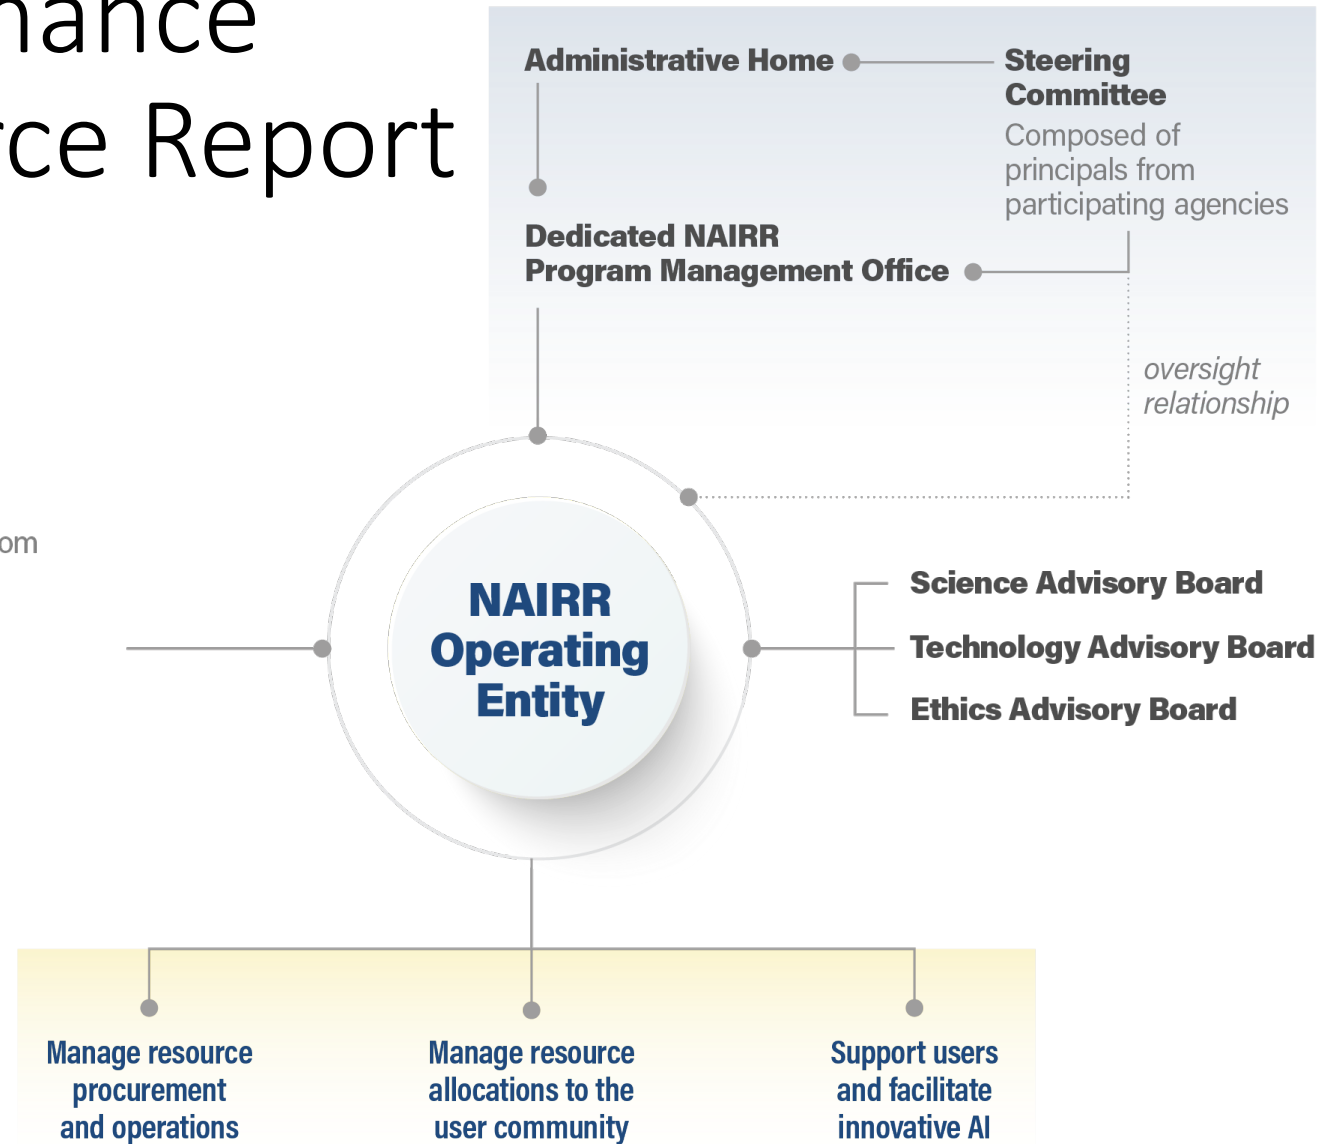 nance
rce Report
Administrative Home
Steering
Committee
Composed of
principals from
participating agencies
Dedicated NAIRR
Program Management Office
oversight
relationship
om
NAIRR
Operating
Entity
Science Advisory Board
Technology Advisory Board
Ethics Advisory Board
Manage resource
procurement
and operations
Manage resource
allocations to the
user community
Support users
and facilitate
innovative AI